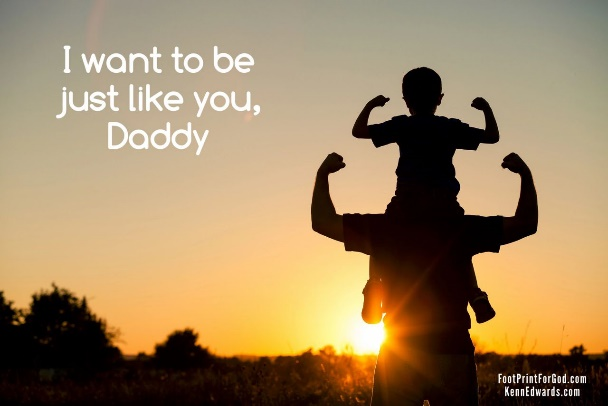 I want to be
just like you,
Daddy
FootPrintForGod.com
KennEdwards.com